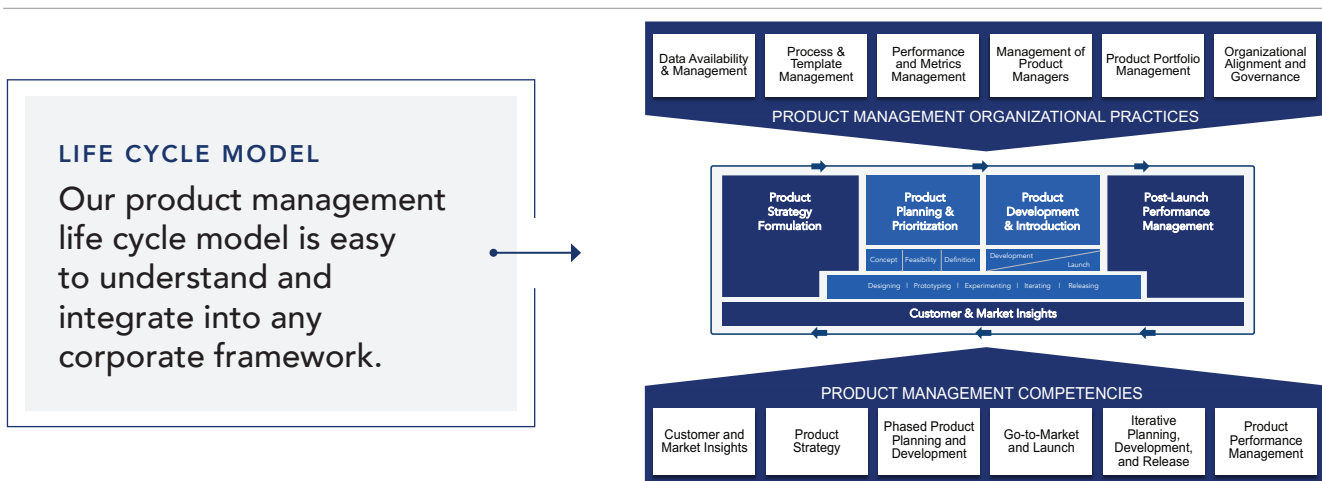 LIFE CYCLE MODEL
Our product management
life cycle model is easy
to understand and
integrate into any
corporate framework.
Data Availability
& Management
Process &
Template
Management
Performance
and Metrics
Management
Management of
Product
Managers
Product Portfolio
Management
Organizational
Alignment and
Governance
PRODUCT MANAGEMENT ORGANIZATIONAL PRACTICES
Product
Strategy
Formulation
Product
Planning &
Prioritization
Product
Development
& Introduction
Post-Launch
Performance
Management
Concept
Feasibility
Definition
Development
Launch
Designing | Prototyping | Experimenting | Iterating | Releasing
Customer & Market Insights
PRODUCT MANAGEMENT COMPETENCIES
Customer and
Market Insights
Product
Strategy
Phased Product
Planning and
Development
Go-to-Market
and Launch
Iterative
Planning,
Development,
and Release
Product
Performance
Management